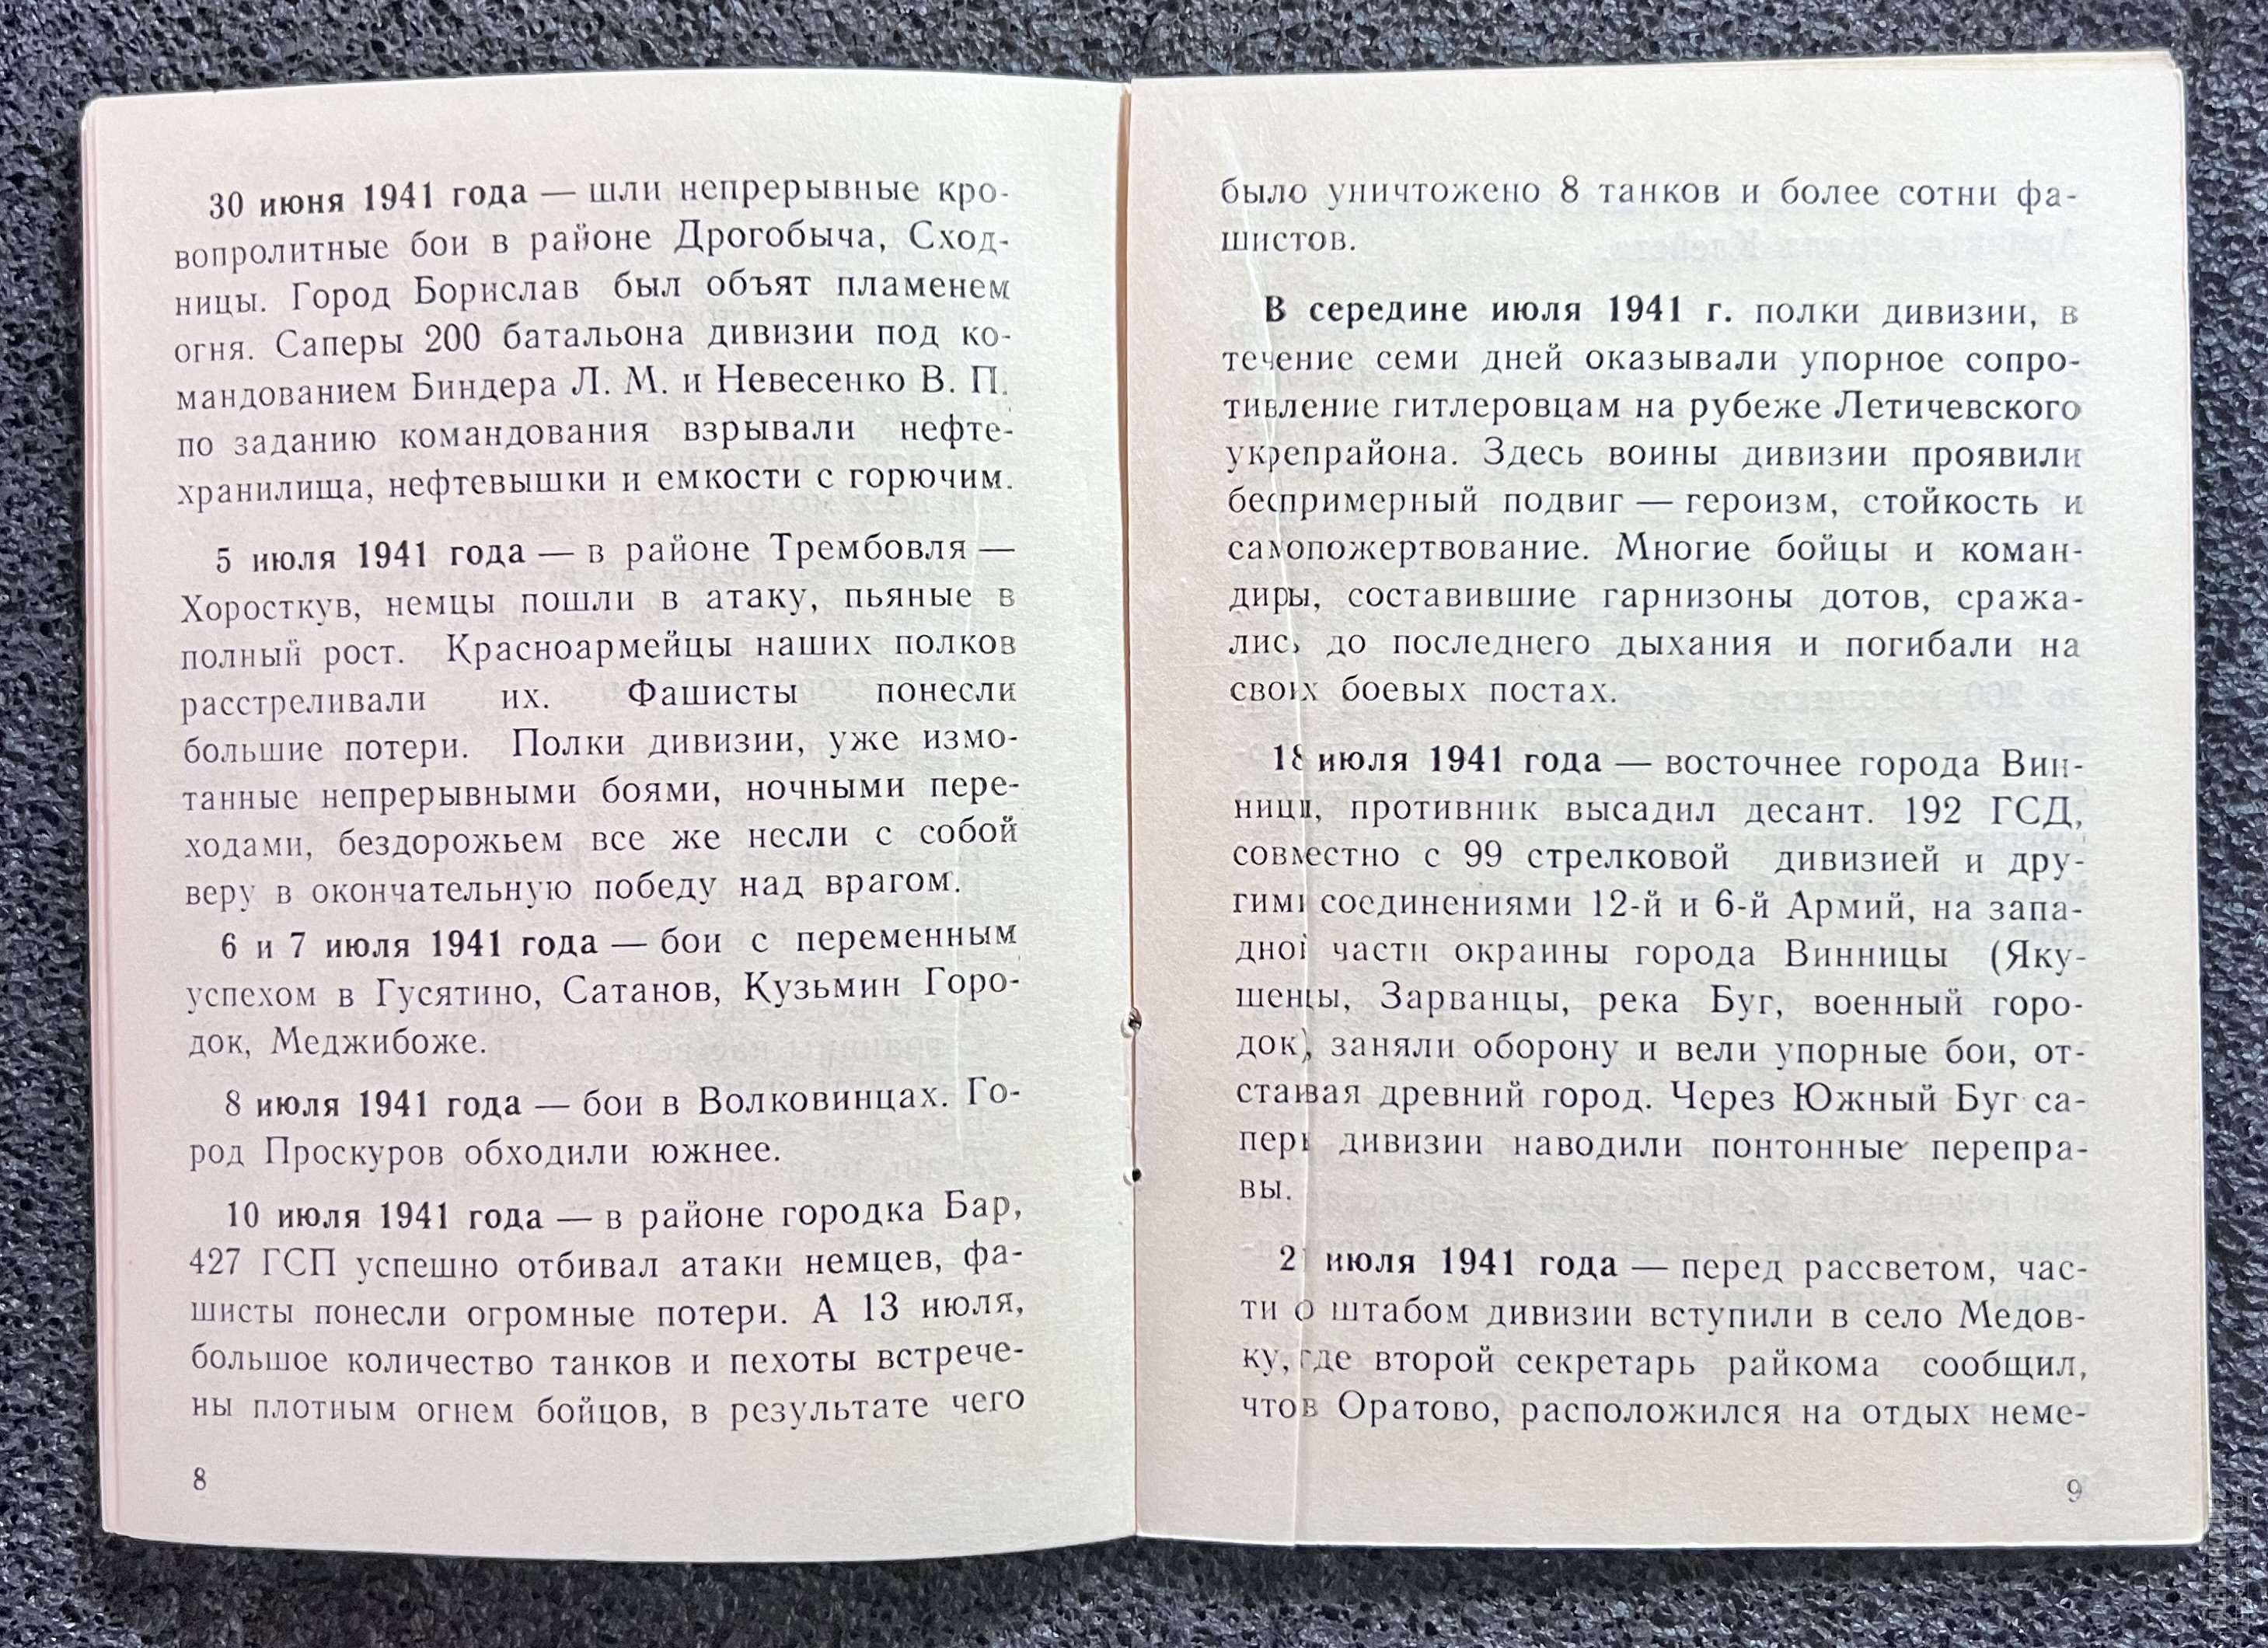 30 июня 1941 года — шли непрерывные кро-
вопролитные бои в районе Дрогобыча, Сход-
ницы. Город Борислав был объят пламенем
огня. Саперы 200 батальона дивизии под ко-
мандованием Биндера Л. М. и Невесенко В. П.
по заданию командования взрывали нефте-
хранилища, нефтевышки и емкости с горючим.
5 июля 1941 года — в районе Трембовля —
Хоросткув, немцы пошли в атаку, пьяные в
полный рост. Красноармейцы наших полков
расстреливали их. Фашисты понесли
большие потери. Полки дивизии, уже измо-
танные непрерывными боями, ночными пере-
ходами, бездорожьем все же несли с собой
веру в окончательную победу над врагом.
6 и 7 июля 1941 года — бои с переменным
успехом в Гусятино, Сатанов, Кузьмин Горо-
док, Меджибоже.
8 июля 1941 года — бои в Волковинцах. Го-
род Проскуров обходили южнее.
10 июля 1941 года — в районе городка Бар,
427 ГСП успешно отбивал атаки немцев, фа-
шисты понесли огромные потери. А 13 июля,
большое количество танков и пехоты встрече-
ны плотным огнем бойцов, в результате чего
8
было уничтожено 8 танков и более сотни фа-
шистов.
В середине июля 1941 г. полки дивизии, в
течение семи дней оказывали упорное сопро-
тивление гитлеровцам на рубеже Летичевского
укрепрайона. Здесь воины дивизии проявили
беспримерный подвиг — героизм, стойкость и
самопожертвование. Многие бойцы и коман-
диры, составившие гарнизоны дотов, сража-
лись до последнего дыхания и погибали на
своих боевых постах.
18 июля 1941 года — восточнее города Вин-
ницы, противник высадил десант. 192 ГСД,
совместно с 99 стрелковой дивизией и дру-
гими соединениями 12-й и 6-й Армий, на запа-
дной части окраины города Винницы (Яку-
шенцы, Зарванцы, река Буг, военный горо-
док), заняли оборону и вели упорные бои, от-
стаивая древний город. Через Южный Буг са-
перы дивизии наводили понтонные перепра-
вы.
21 июля 1941 года — перед рассветом, час-
ти со штабом дивизии вступили в село Медов-
ку, где второй секретарь райкома сообщил,
что в Оратово, расположился на отдых неме-
9